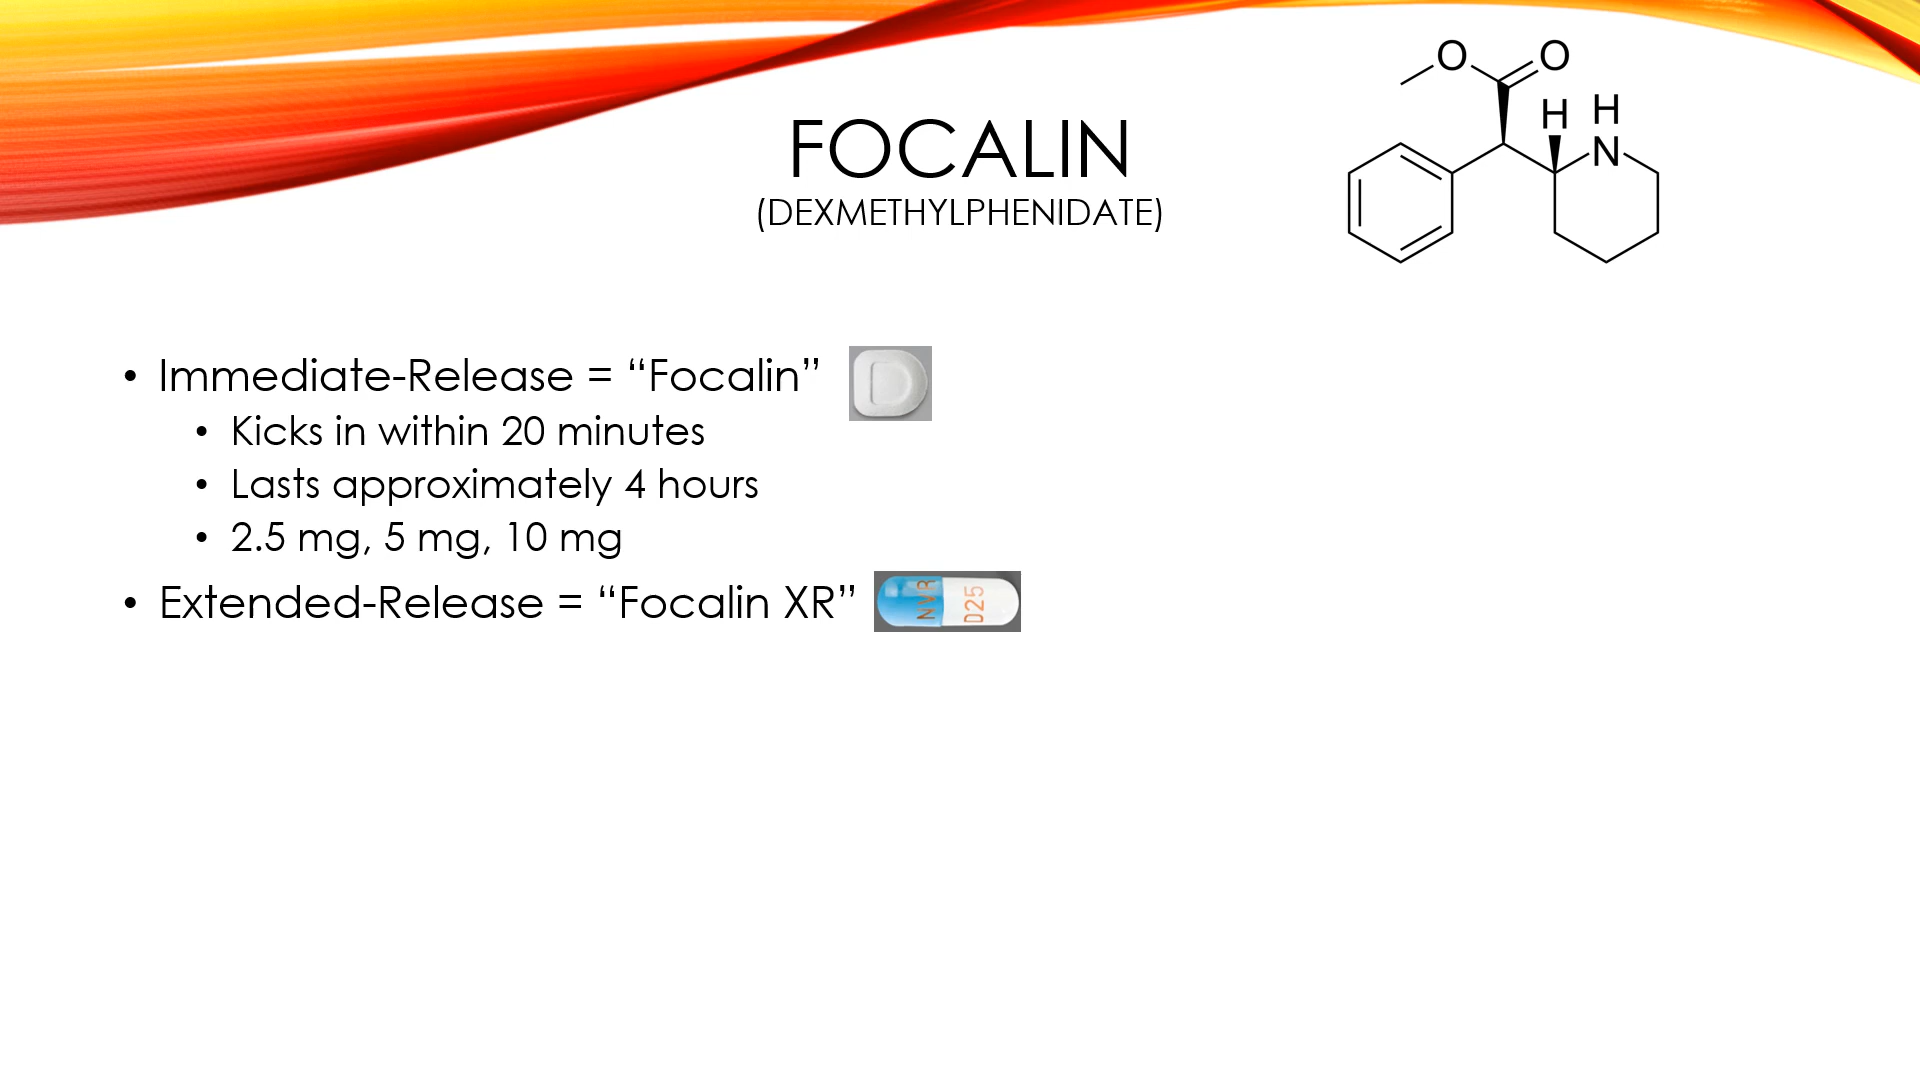 FOCALIN
(DEXMETHYLPHENIDATE)
O
O
H
H
N
• Immediate-Release = “Focalin”
D
• Kicks in within 20 minutes
• Lasts approximately 4 hours
• 2.5 mg, 5 mg, 10 mg
• Extended-Release = “Focalin XR”
NVR
D25